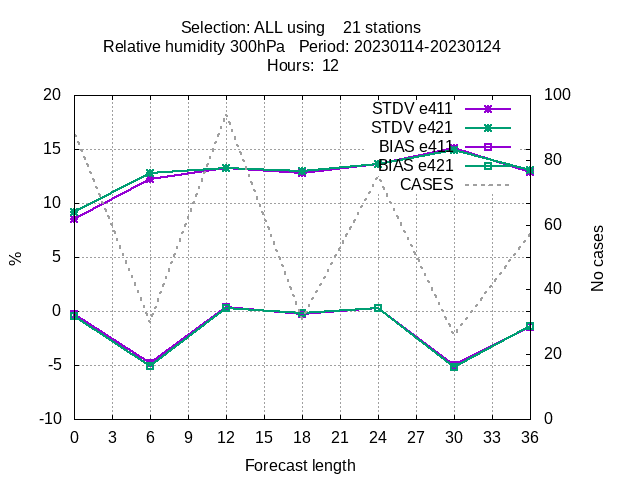 Selection: ALL using    21 stations
Relative humidity 300hPa   Period: 20230114-20230124
Hours:  12
STDV e411
STDV e421
BIAS e411
BIAS e421
CASES
20
15
10
5
0
-5
-10
%
100
80
60
40
20
0
No cases
0 3 6 9 12 15 18 21 24 27 30 33 36
Forecast length